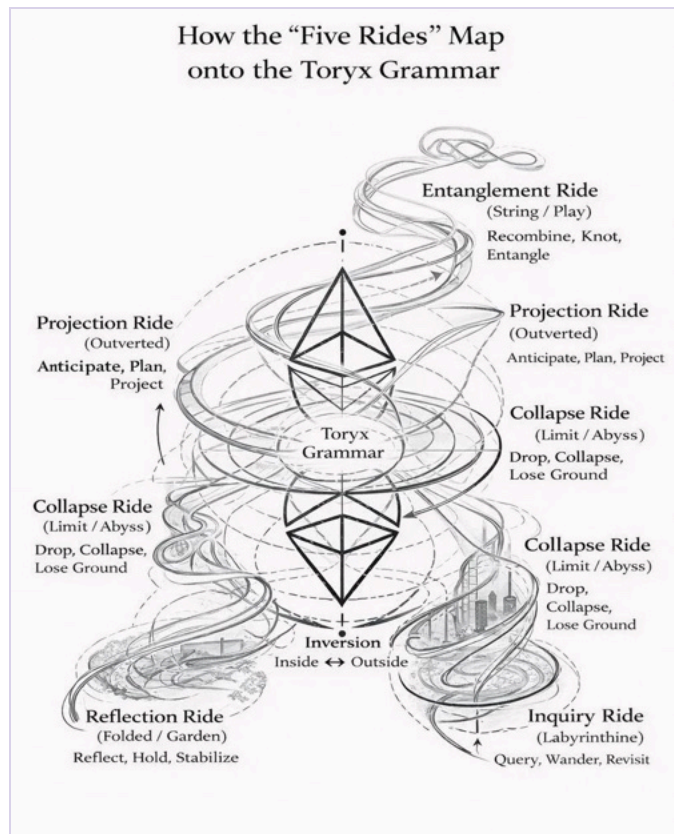 How the “Five Rides” Map
onto the Toryx Grammar
Entanglement Ride
(String / Play)
Recombine, Knot,
Entangle
Projection Ride
(Outverted)
Anticipate, Plan,
Project
Projection Ride
(Outverted)
Anticipate, Plan, Project
Toryx
Grammar
Collapse Ride
(Limit / Abyss)
Drop, Collapse,
Lose Ground
Collapse Ride
(Limit / Abyss)
Drop, Collapse,
Lose Ground
Collapse Ride
(Limit / Abyss)
Drop,
Collapse,
Lose Ground
Inversion
Inside ↔ Outside
Reflection Ride
(Folded / Garden)
Reflect, Hold, Stabilize
Inquiry Ride
(Labyrinthine)
Query, Wander, Revisit